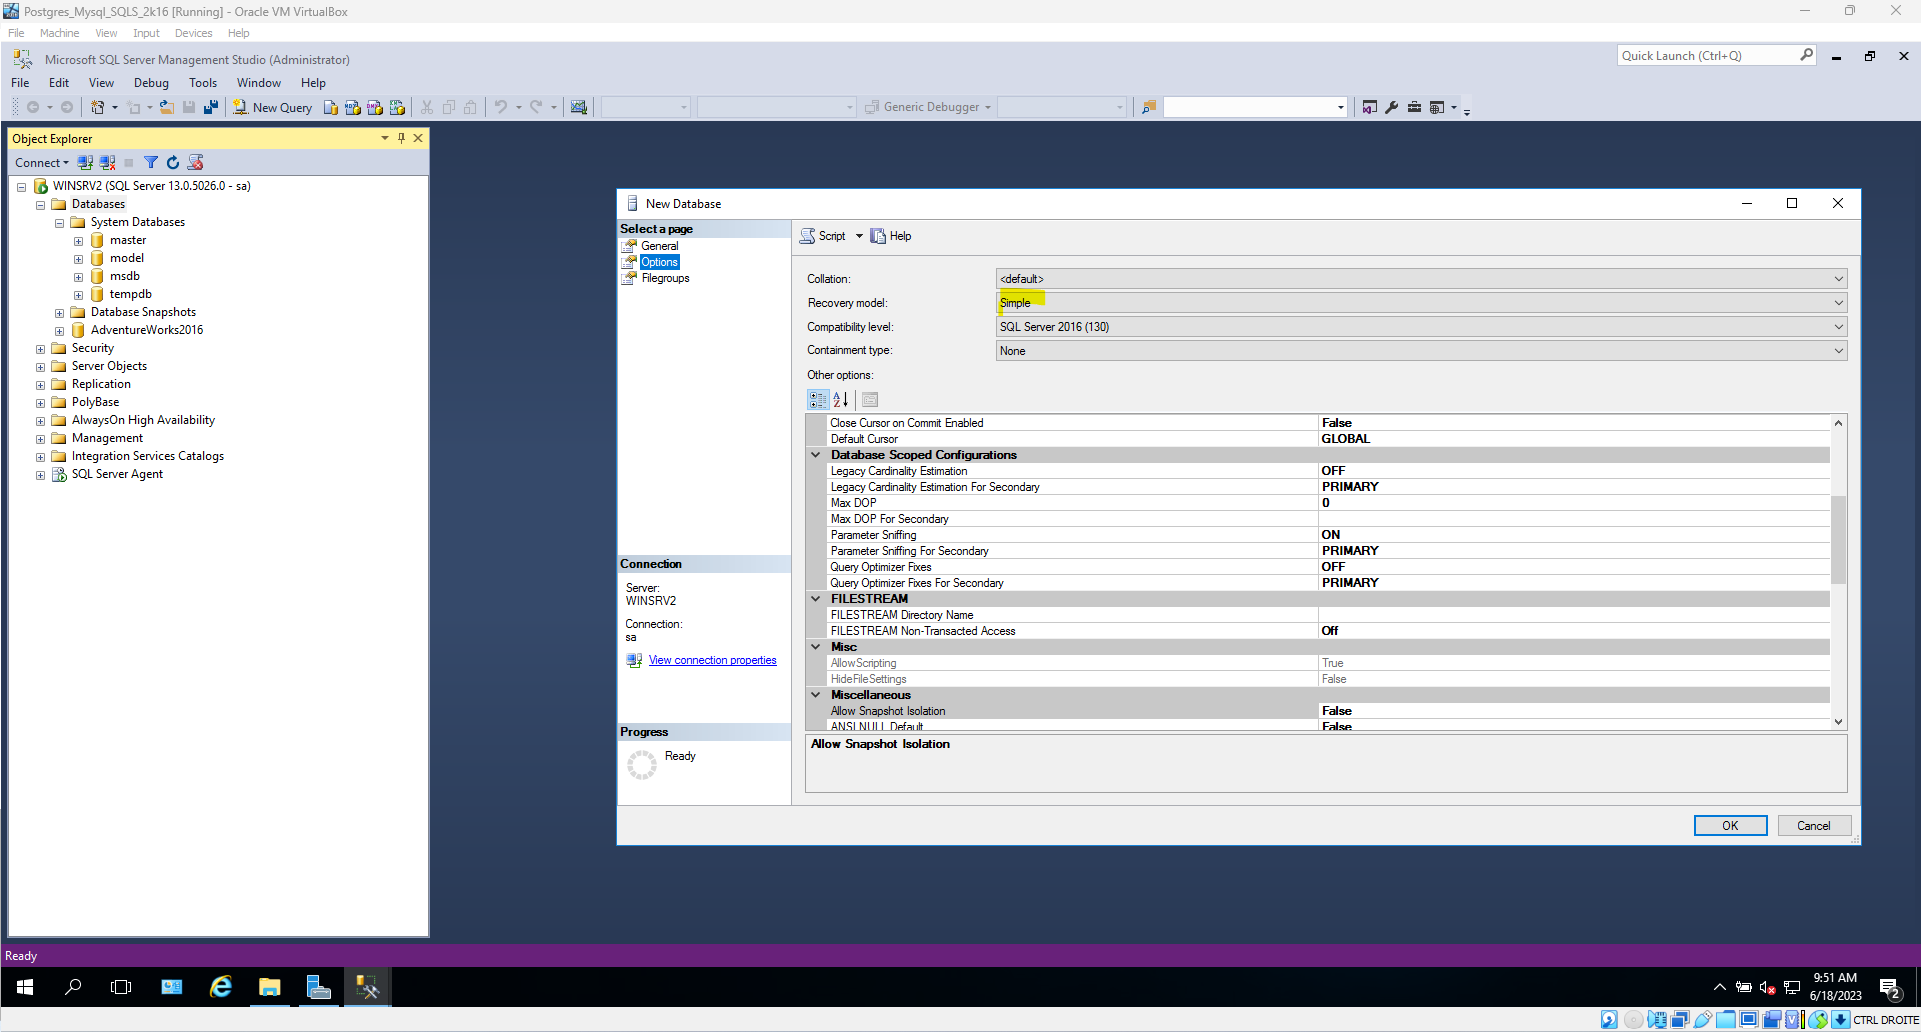 Postgres_Mysql_SQLS_2k16 [Running] - Oracle VM VirtualBox
File Machine View Input Devices Help
Microsoft SQL Server Management Studio (Administrator)
Quick Launch (Ctrl+Q)
File Edit View Debug Tools Window Help
New Query
Generic Debugger
Object Explorer
Connect
WINSRV2 (SQL Server 13.0.5026.0 - sa)
Databases
System Databases
master
model
msdb
tempdb
Database Snapshots
AdventureWorks2016
Security
Server Objects
Replication
PolyBase
AlwaysOn High Availability
Management
Integration Services Catalogs
SQL Server Agent
New Database
Select a page
General
Options
Filegroups
Connection
Server:
WINSRV2
Connection:
sa
View connection properties
Progress
Ready
Script Help
Collation: <default>
Recovery model: Simple
Compatibility level: SQL Server 2016 (130)
Containment type: None
Other options:
Close Cursor on Commit Enabled False
Default Cursor GLOBAL
Database Scoped Configurations
Legacy Cardinality Estimation OFF
Legacy Cardinality Estimation For Secondary PRIMARY
Max DOP 0
Max DOP For Secondary
Parameter Sniffing ON
Parameter Sniffing For Secondary PRIMARY
Query Optimizer Fixes OFF
Query Optimizer Fixes For Secondary PRIMARY
FILESTREAM
FILESTREAM Directory Name
FILESTREAM Non-Transacted Access Off
Misc
AllowScripting True
HideFileSettings False
Miscellaneous
Allow Snapshot Isolation False
ANSI NULL Default False
Allow Snapshot Isolation
OK Cancel
Ready
9:51 AM
6/18/2023
2
CTRL DROITE